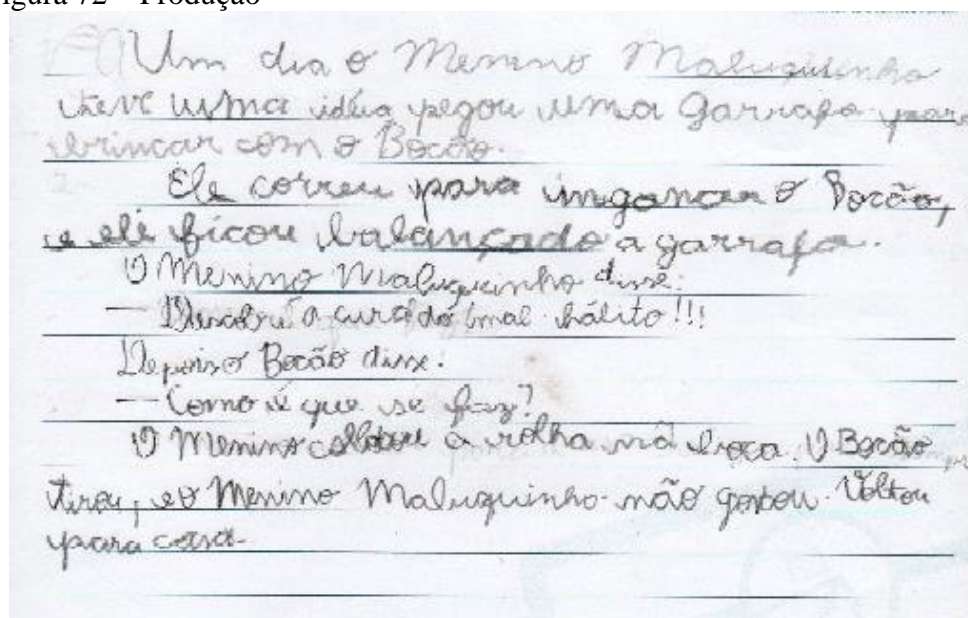 Figura 72 – Produção
Um dia o Menino Maluquinho
teve uma idéia pegou uma Garrafa para
brincar com o Bocão.
Ele correu para inganar o Bocão,
e ele ficou balançado a garrafa.
O Menino Maluquinho disse:
— Descobri a cura do mal hálito!!!
Depois o Bocão disse:
— Como é que se faz?
O Menino colocou a rolha na boca, O Bocão
tirou, e o Menino Maluquinho não gostou. Voltou
para casa.